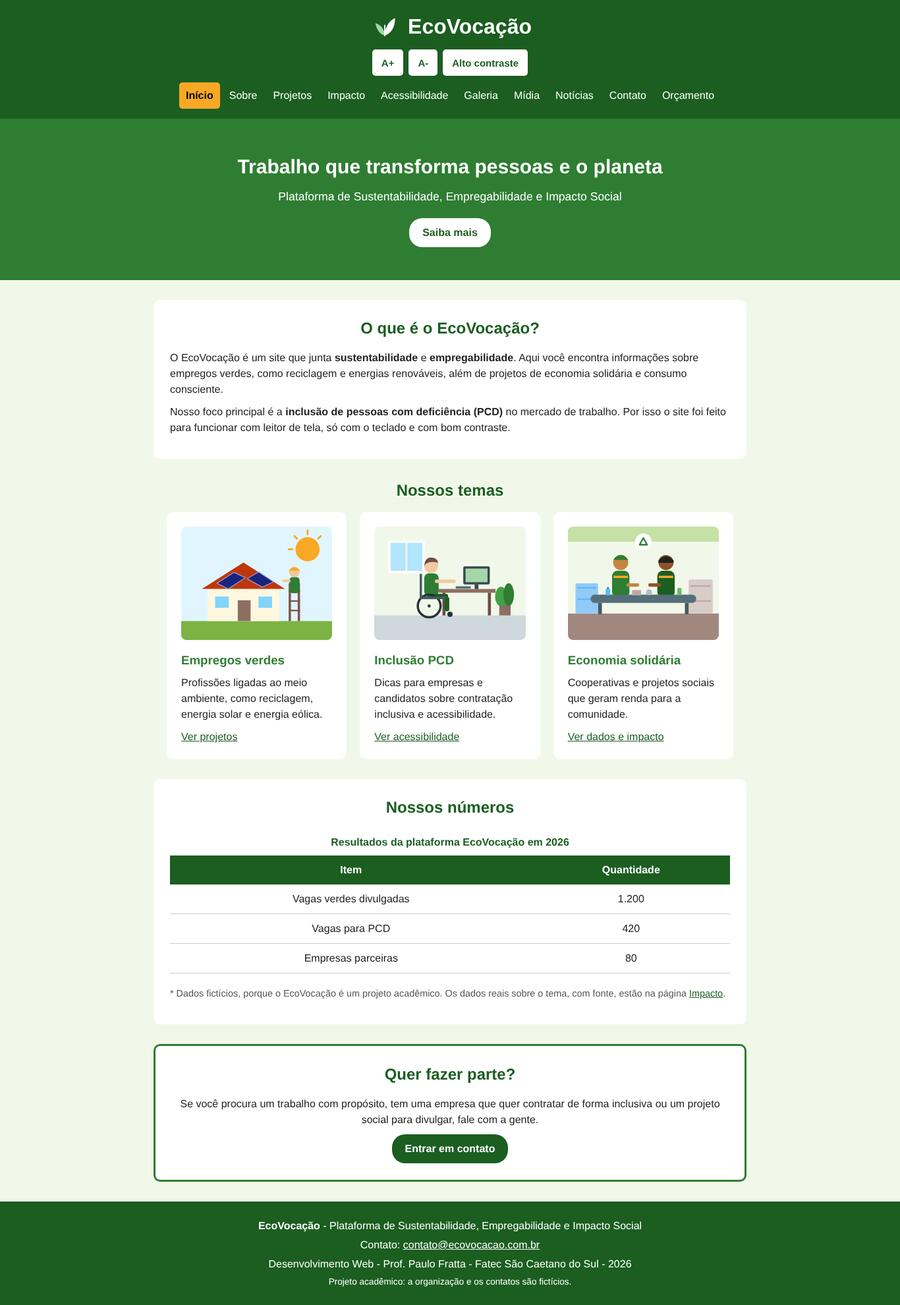 EcoVocação
A+ A- Alto contraste
Início Sobre Projetos Impacto Acessibilidade Galeria Mídia Notícias Contato Orçamento
Trabalho que transforma pessoas e o planeta
Plataforma de Sustentabilidade, Empregabilidade e Impacto Social
Saiba mais
O que é o EcoVocação?
O EcoVocação é um site que junta sustentabilidade e empregabilidade. Aqui você encontra informações sobre
empregos verdes, como reciclagem e energias renováveis, além de projetos de economia solidária e consumo
consciente.
Nosso foco principal é a inclusão de pessoas com deficiência (PCD) no mercado de trabalho. Por isso o site foi feito
para funcionar com leitor de tela, só com o teclado e com bom contraste.
Nossos temas
Empregos verdes
Profissões ligadas ao meio
ambiente, como reciclagem,
energia solar e energia eólica.
Ver projetos
Inclusão PCD
Dicas para empresas e
candidatos sobre contratação
inclusiva e acessibilidade.
Ver acessibilidade
Economia solidária
Cooperativas e projetos sociais
que geram renda para a
comunidade.
Ver dados e impacto
Nossos números
Resultados da plataforma EcoVocação em 2026
Item Quantidade
Vagas verdes divulgadas 1.200
Vagas para PCD 420
Empresas parceiras 80
* Dados fictícios, porque o EcoVocação é um projeto acadêmico. Os dados reais sobre o tema, com fonte, estão na página Impacto.
Quer fazer parte?
Se você procura um trabalho com propósito, tem uma empresa que quer contratar de forma inclusiva ou um projeto
social para divulgar, fale com a gente.
Entrar em contato
EcoVocação - Plataforma de Sustentabilidade, Empregabilidade e Impacto Social
Contato: contato@ecovocacao.com.br
Desenvolvimento Web - Prof. Paulo Fratta - Fatec São Caetano do Sul - 2026
Projeto acadêmico: a organização e os contatos são fictícios.